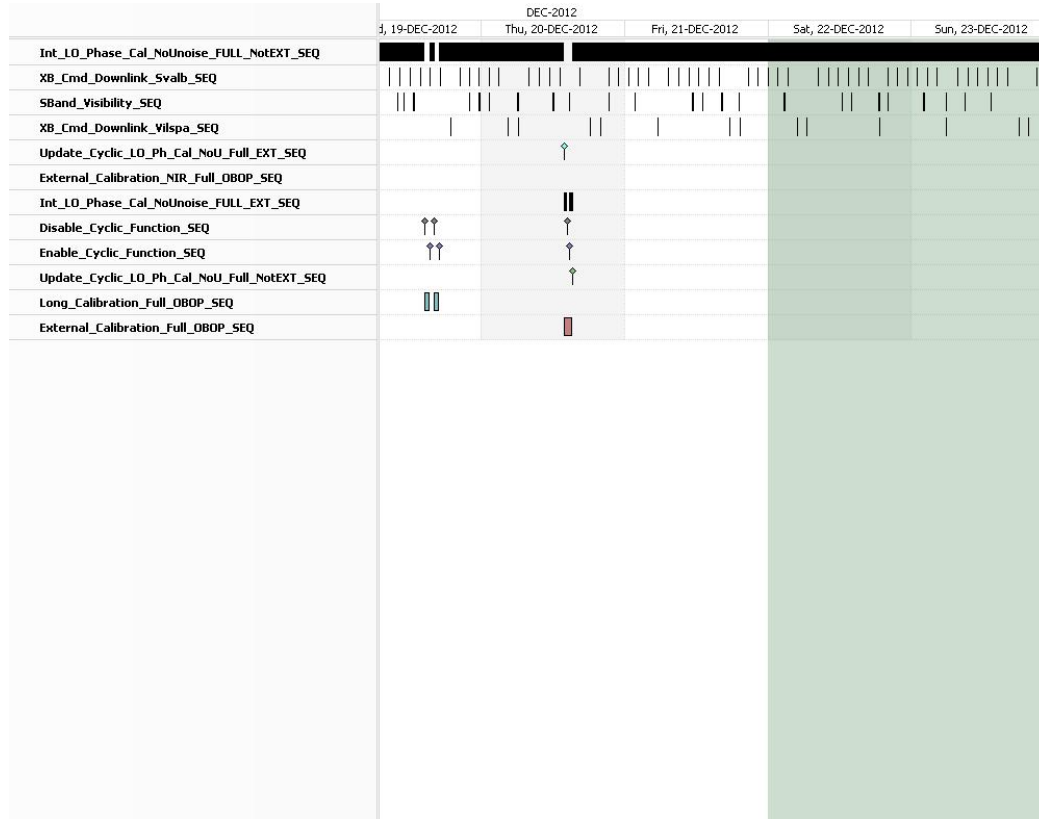 DEC-2012
d, 19-DEC-2012 Thu, 20-DEC-2012 Fri, 21-DEC-2012 Sat, 22-DEC-2012 Sun, 23-DEC-2012
Int_LO_Phase_Cal_NoUnoise_FULL_NotEXT_SEQ
XB_Cmd_Downlink_Svalb_SEQ
SBand_Visibility_SEQ
XB_Cmd_Downlink_Vilspa_SEQ
Update_Cyclic_LO_Ph_Cal_NoU_Full_EXT_SEQ
External_Calibration_NIR_Full_OBOP_SEQ
Int_LO_Phase_Cal_NoUnoise_FULL_EXT_SEQ
Disable_Cyclic_Function_SEQ
Enable_Cyclic_Function_SEQ
Update_Cyclic_LO_Ph_Cal_NoU_Full_NotEXT_SEQ
Long_Calibration_Full_OBOP_SEQ
External_Calibration_Full_OBOP_SEQ